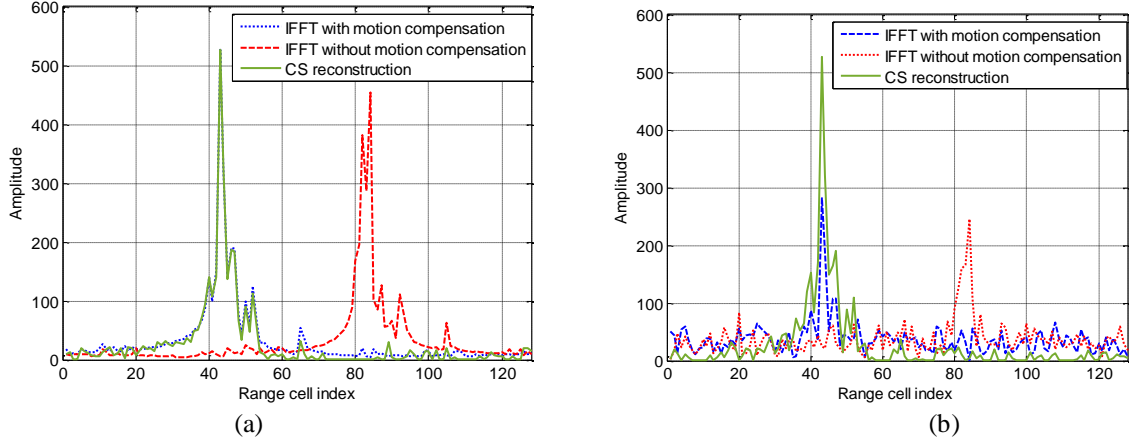 600
500
400
300
200
100
0
0 20 40 60 80 100 120
Amplitude
Range cell index
IFFT with motion compensation
IFFT without motion compensation
CS reconstruction
(a)
600
500
400
300
200
100
0
0 20 40 60 80 100 120
Amplitude
Range cell index
IFFT with motion compensation
IFFT without motion compensation
CS reconstruction
(b)